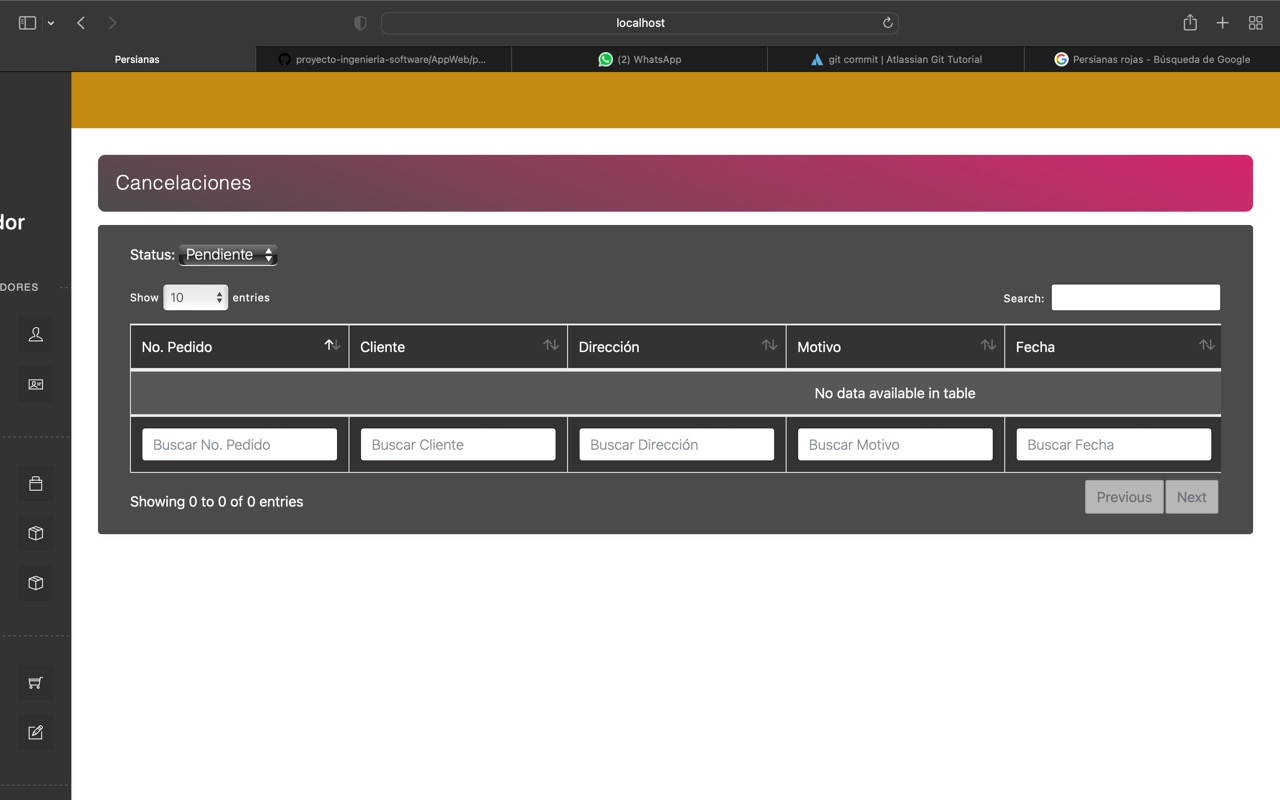 localhost
Persianas
proyecto-ingenieria-software/AppWeb/p...
(2) WhatsApp
git commit | Atlassian Git Tutorial
Persianas rojas - Búsqueda de Google
Cancelaciones
dor
DORES
Status: Pendiente
Show 10 entries
Search:
No. Pedido Cliente Dirección Motivo Fecha
No data available in table
Buscar No. Pedido Buscar Cliente Buscar Dirección Buscar Motivo Buscar Fecha
Showing 0 to 0 of 0 entries
Previous Next